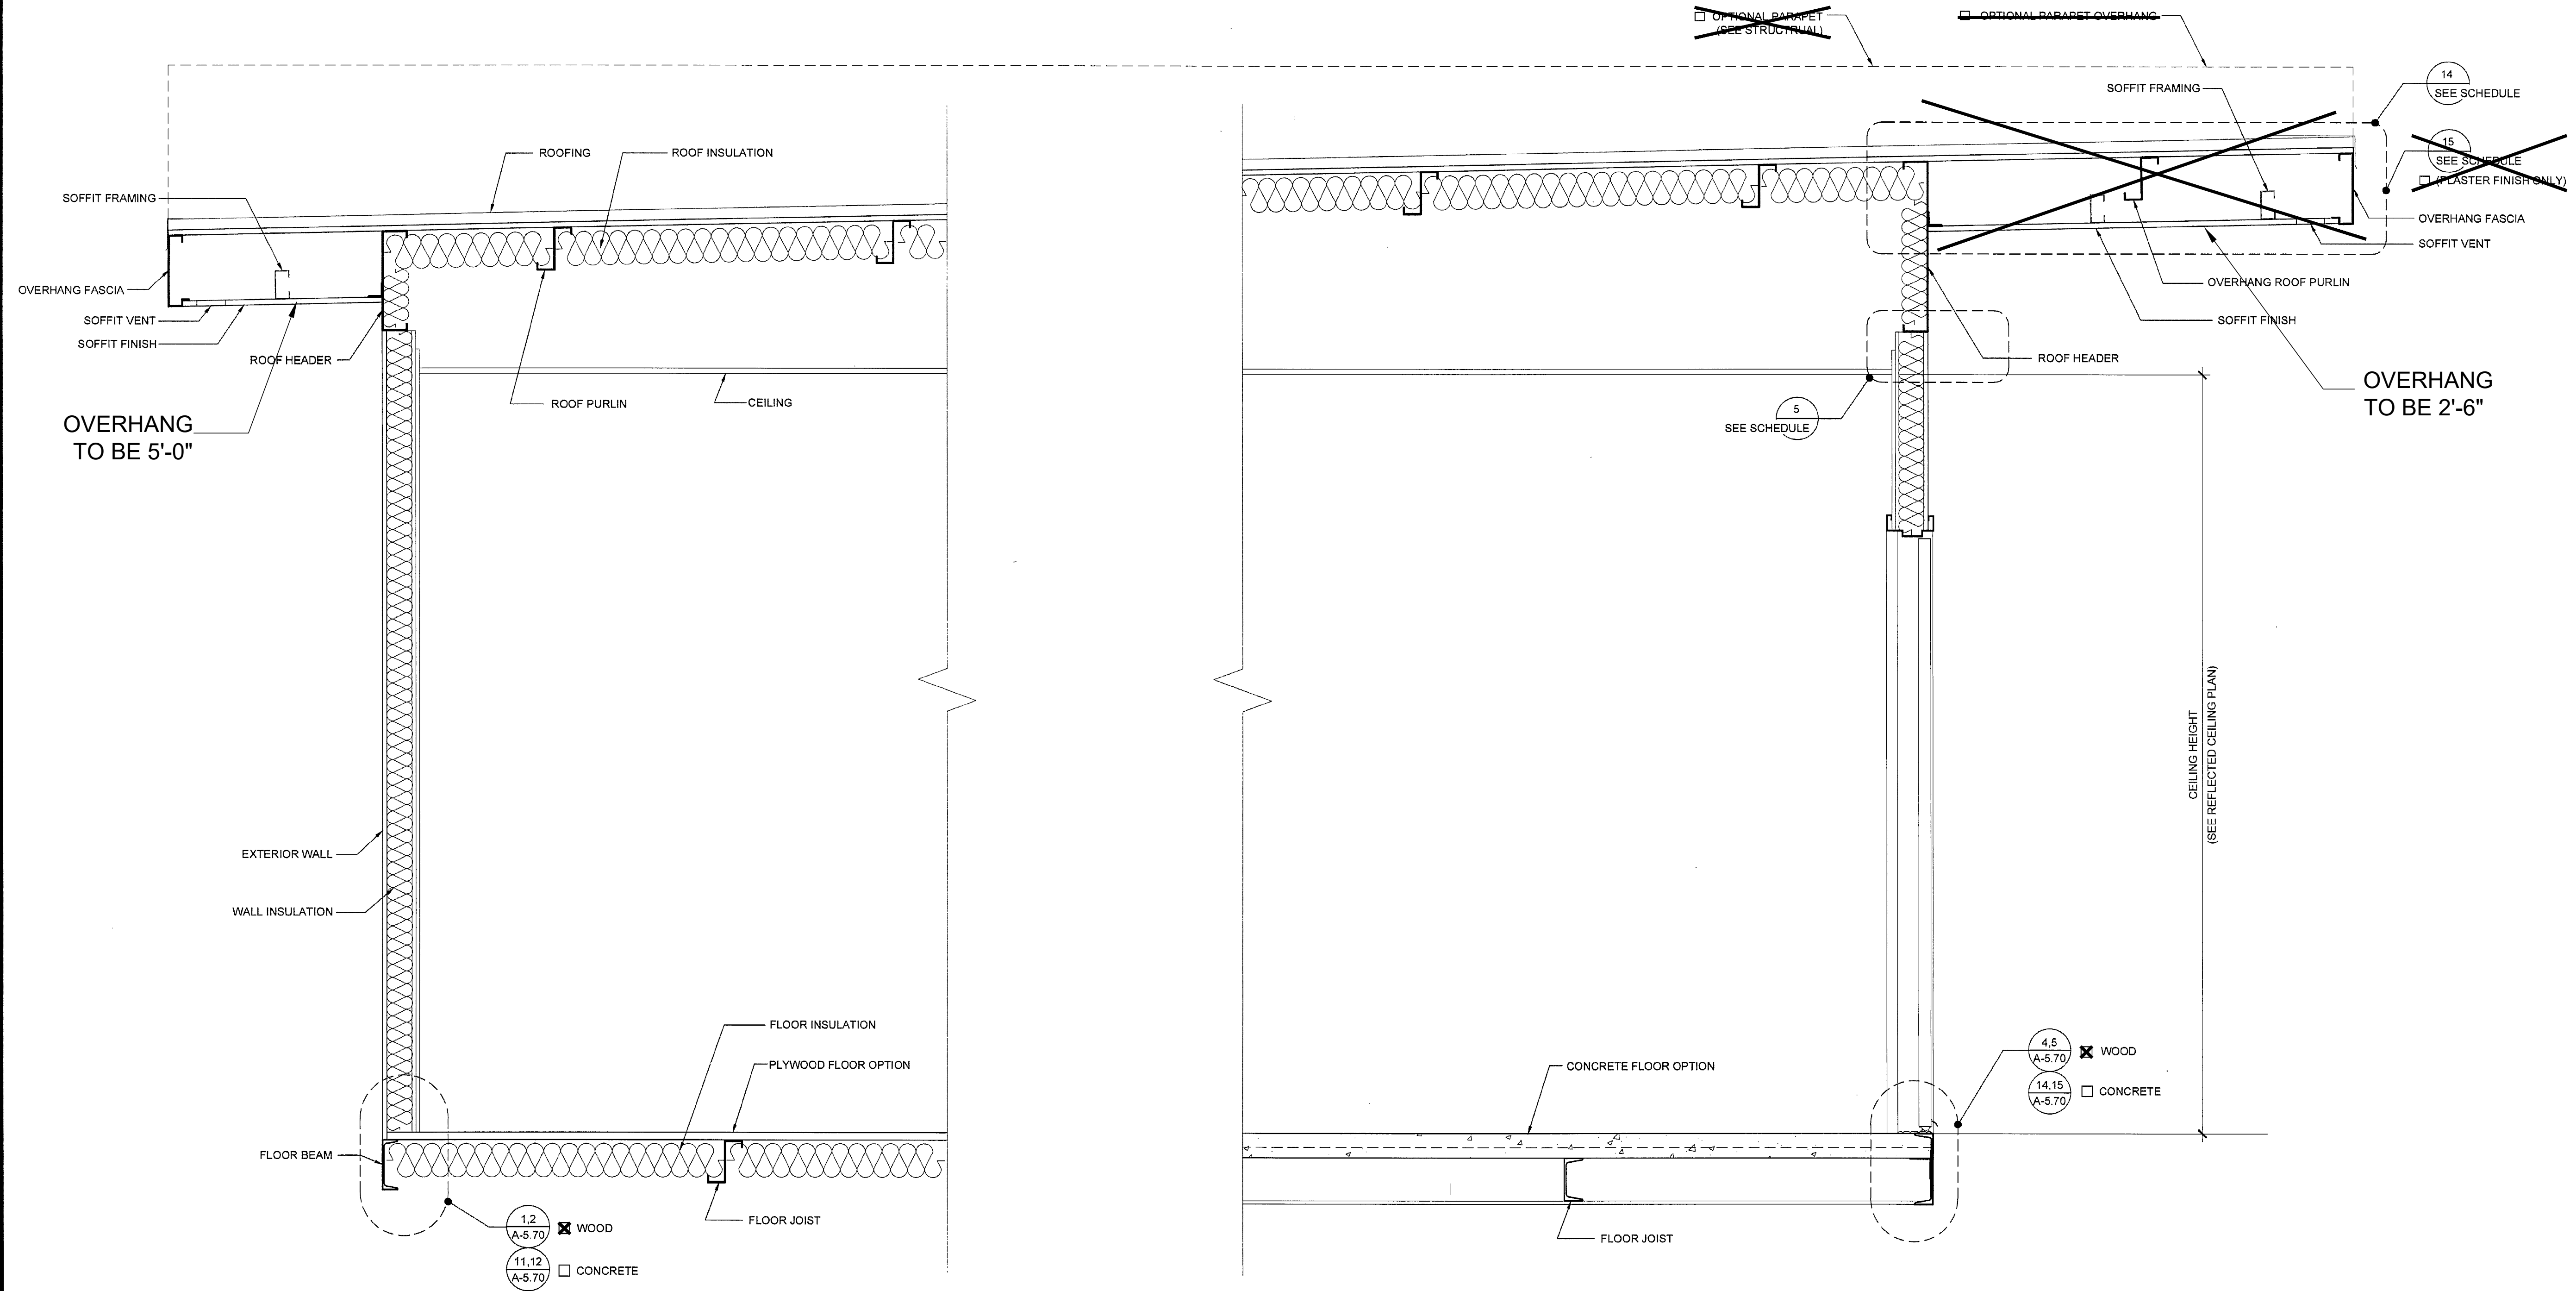 □ OPTIONAL PARAPET
(SEE STRUCTRUAL)
□ OPTIONAL PARAPET OVERHANG
14
SEE SCHEDULE
SOFFIT FRAMING
15
SEE SCHEDULE
□ (PLASTER FINISH ONLY)
OVERHANG FASCIA
SOFFIT VENT
OVERHANG ROOF PURLIN
SOFFIT FINISH
ROOF HEADER
OVERHANG
TO BE 2'-6"
5
SEE SCHEDULE
ROOFING
ROOF INSULATION
SOFFIT FRAMING
OVERHANG FASCIA
SOFFIT VENT
SOFFIT FINISH
ROOF HEADER
OVERHANG
TO BE 5'-0"
ROOF PURLIN
CEILING
CEILING HEIGHT
(SEE REFLECTED CEILING PLAN)
EXTERIOR WALL
WALL INSULATION
FLOOR INSULATION
PLYWOOD FLOOR OPTION
FLOOR BEAM
FLOOR JOIST
1,2
A-5.70
☒ WOOD
11,12
A-5.70
□ CONCRETE
CONCRETE FLOOR OPTION
FLOOR JOIST
4,5
A-5.70
☒ WOOD
14,15
A-5.70
□ CONCRETE